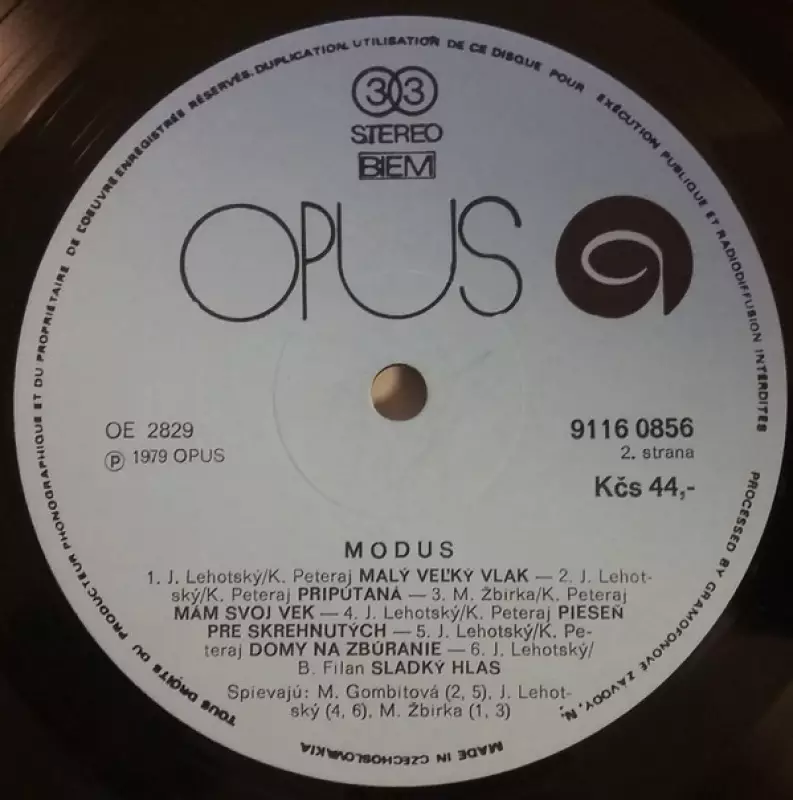 TOUS DROITS DU PRODUCTEUR PHONOGRAPHIQUE ET DU PROPRIETAIRE DE L'OEUVRE ENREGISTRÉE RÉSERVÉS. DUPLICATION, UTILISATION DE CE DISQUE POUR EXÉCUTION PUBLIQUE ET RADIODIFFUSION INTERDITES
33
STEREO
BIEM
OPUS
OE 2829
9116 0856
Ⓟ 1979 OPUS
2. strana
Kčs 44,-
MODUS
1. J. Lehotský/K. Peteraj MALÝ VEĽKÝ VLAK — 2. J. Lehot-
ský/K. Peteraj PRIPÚTANÁ — 3. M. Žbirka/K. Peteraj
MÁM SVOJ VEK — 4. J. Lehotský/K. Peteraj PIESEŇ
PRE SKREHNUTÝCH — 5. J. Lehotský/K. Pe-
teraj DOMY NA ZBÚRANIE — 6. J. Lehotský/
B. Filan SLADKÝ HLAS
Spievajú: M. Gombitová (2, 5), J. Lehot-
ský (4, 6), M. Žbirka (1, 3)
PROCESSED BY GRAMOFONOVÉ ZÁVODY, N.
MADE IN CZECHOSLOVAKIA